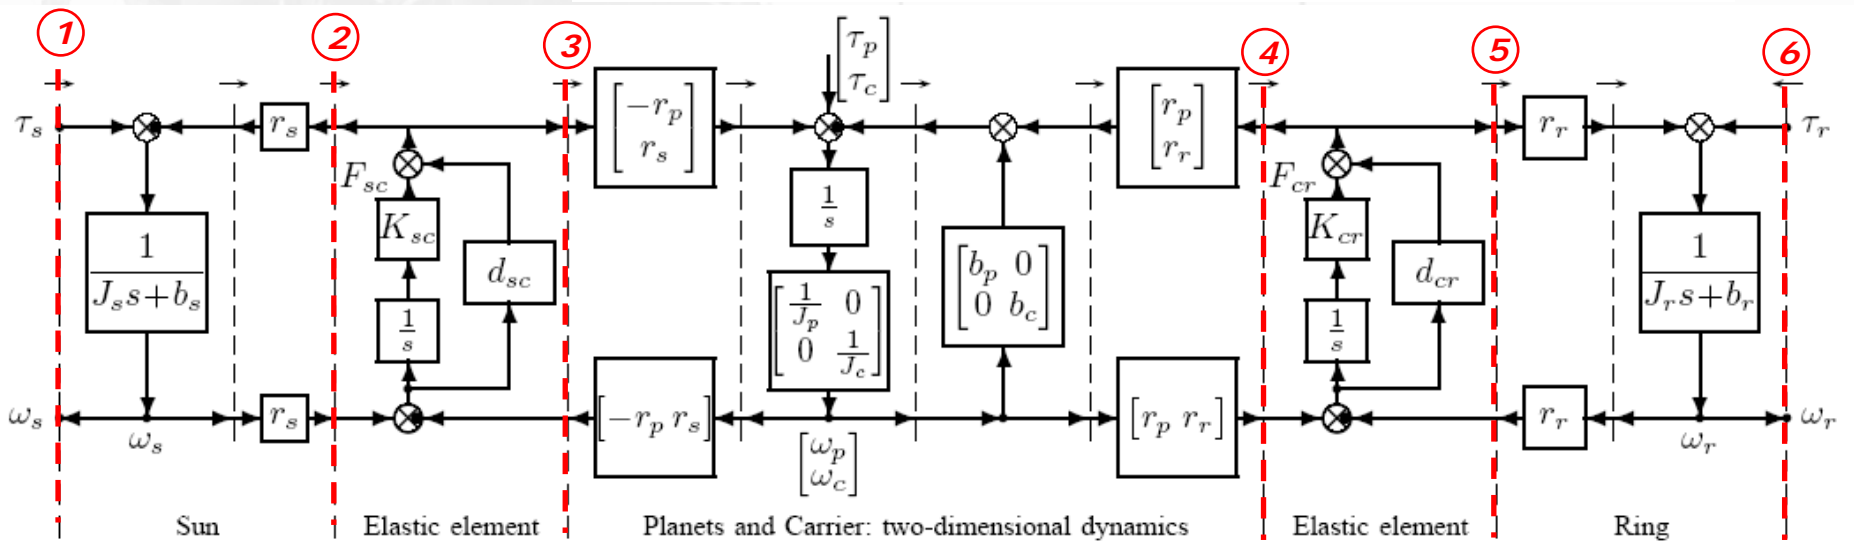 1 2 3 4 5 6
τ_s
r_s
F_sc
K_sc
d_sc
1/s
1/(J_s s + b_s)
ω_s
ω_s
r_s
[-r_p
r_s]
[τ_p
τ_c]
1/s
[1/J_p 0
0 1/J_c]
[-r_p r_s]
[ω_p
ω_c]
[b_p 0
0 b_c]
[r_p
r_r]
[r_p r_r]
F_cr
K_cr
d_cr
1/s
r_r
τ_r
1/(J_r s + b_r)
r_r
ω_r
ω_r
Sun
Elastic element
Planets and Carrier: two-dimensional dynamics
Elastic element
Ring